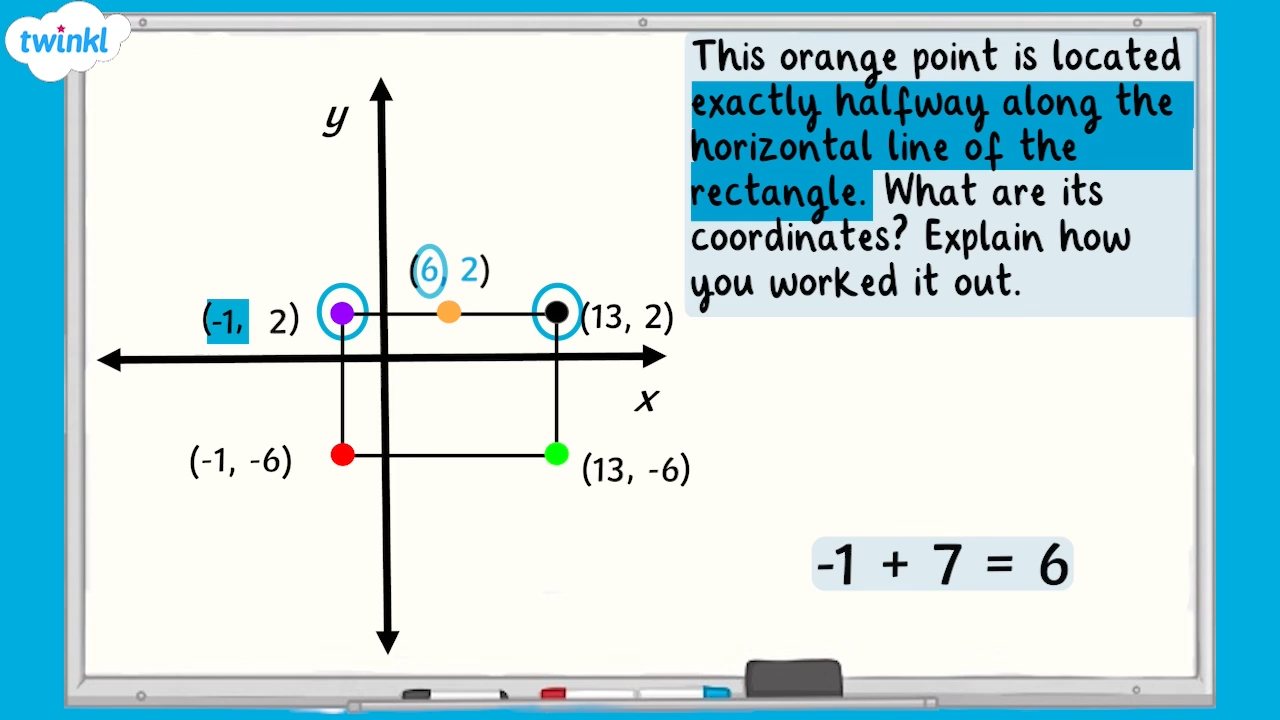 twinkl
This orange point is located
exactly halfway along the
horizontal line of the
rectangle. What are its
coordinates? Explain how
you worked it out.
y
(6, 2)
(-1, 2)
(13, 2)
x
(-1, -6)
(13, -6)
-1 + 7 = 6